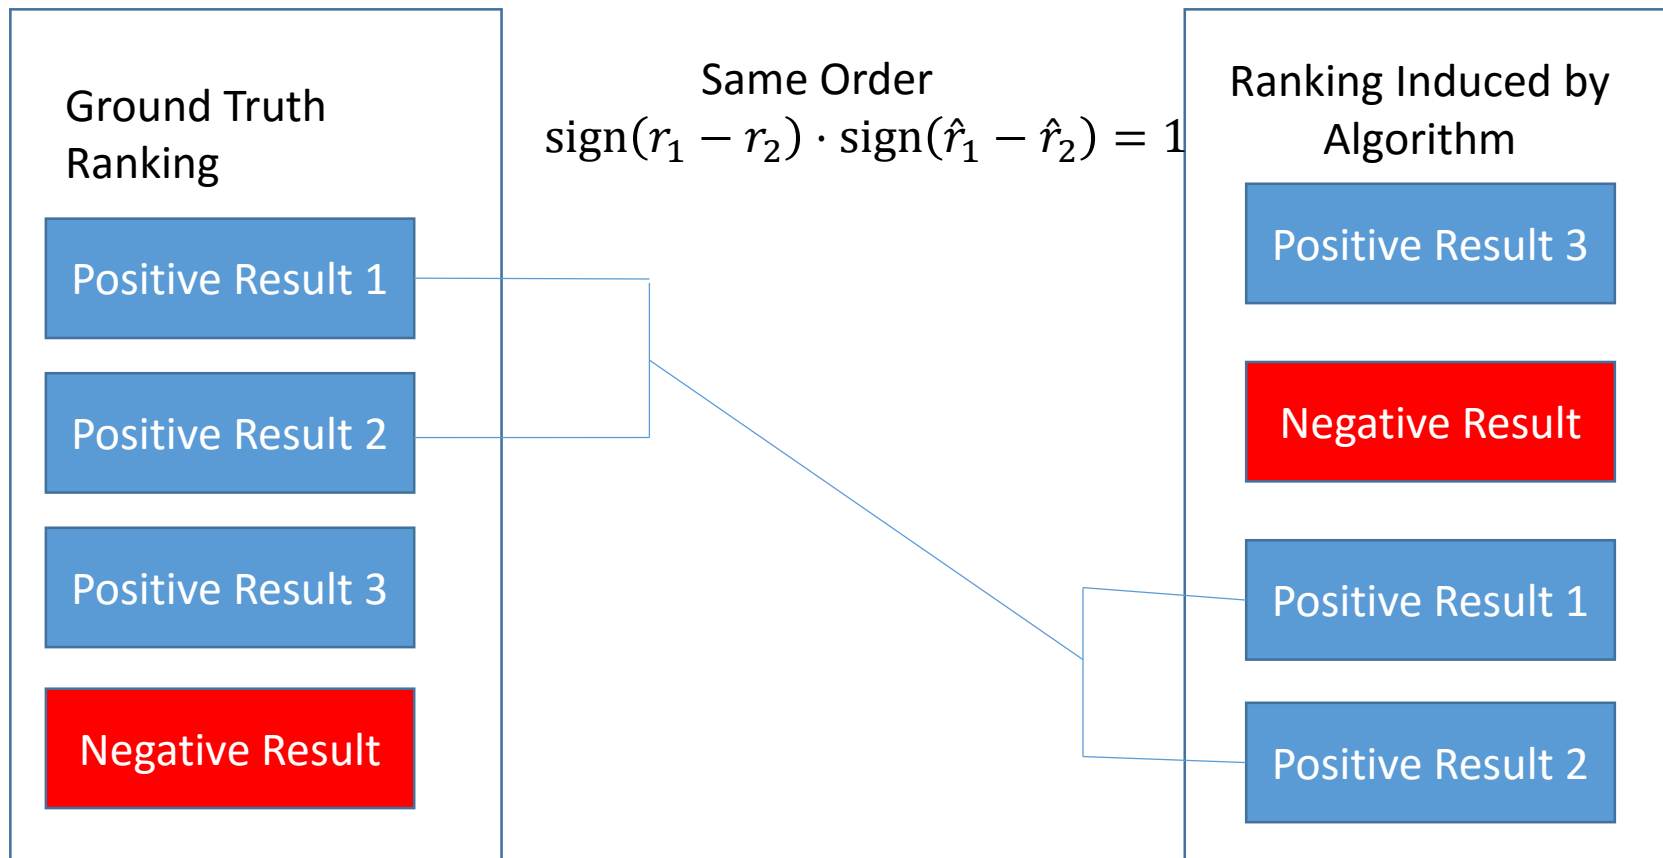 Ground Truth
Ranking
Positive Result 1
Positive Result 2
Positive Result 3
Negative Result
Same Order
sign(r₁ − r₂) · sign(r̂₁ − r̂₂) = 1
Ranking Induced by
Algorithm
Positive Result 3
Negative Result
Positive Result 1
Positive Result 2